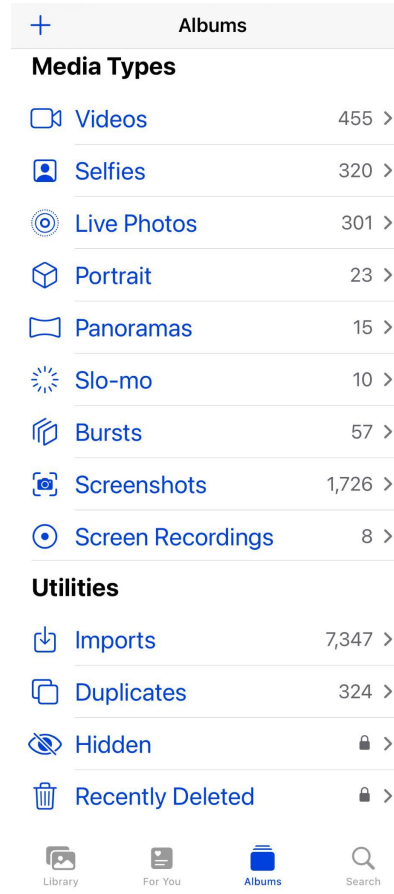 Albums
Media Types
Videos 455
Selfies 320
Live Photos 301
Portrait 23
Panoramas 15
Slo-mo 10
Bursts 57
Screenshots 1,726
Screen Recordings 8
Utilities
Imports 7,347
Duplicates 324
Hidden
Recently Deleted
Library For You Albums Search